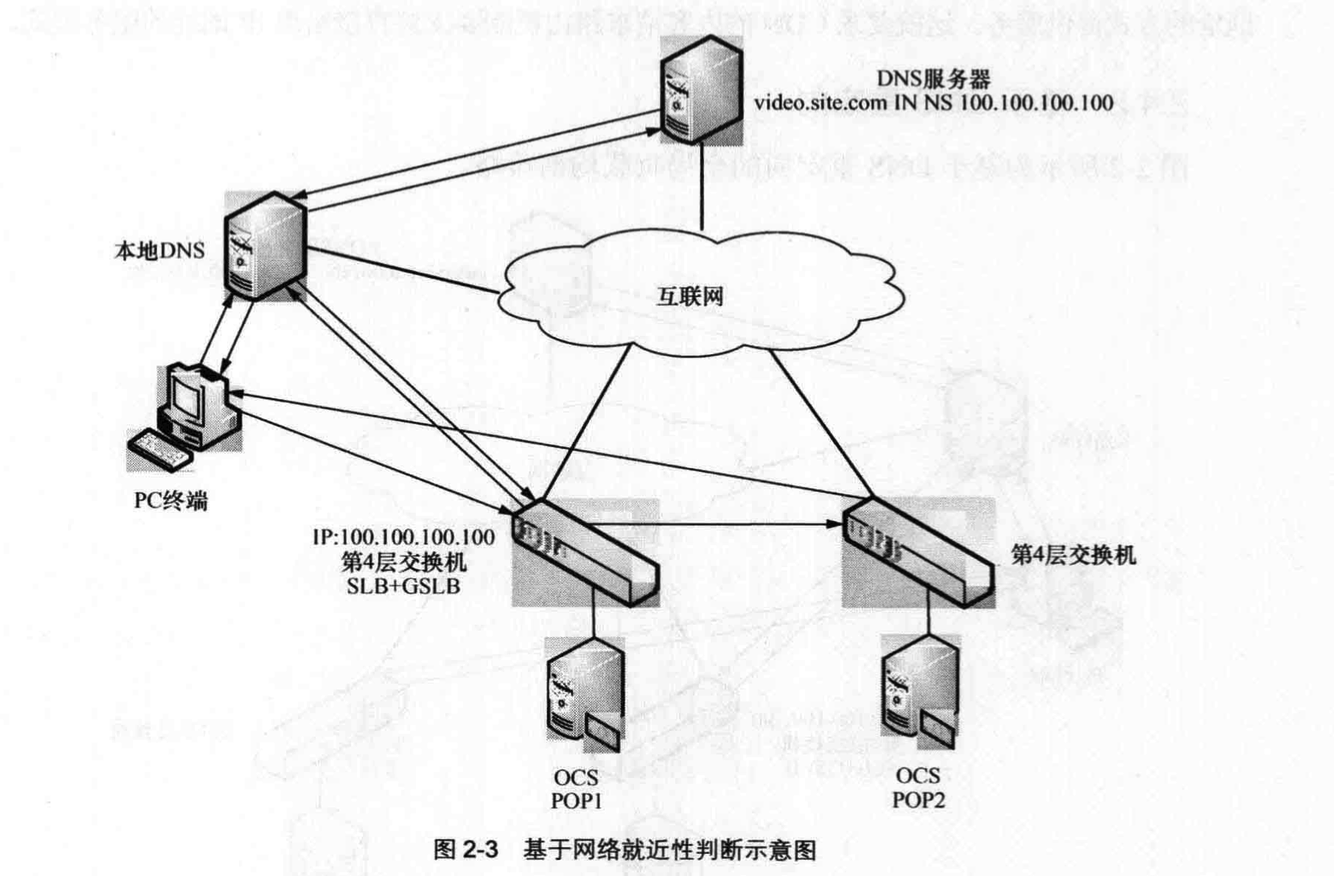 DNS服务器
video.site.com IN NS 100.100.100.100
本地DNS
互联网
PC终端
IP:100.100.100.100
第4层交换机
SLB+GSLB
第4层交换机
OCS
POP1
OCS
POP2
图 2-3 基于网络就近性判断示意图